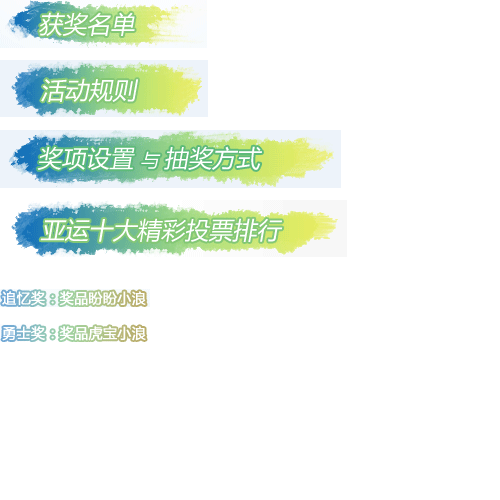 获奖名单
活动规则
奖项设置 与 抽奖方式
亚运十大精彩投票排行
追忆奖：奖品盼盼小浪
勇士奖：奖品虎宝小浪